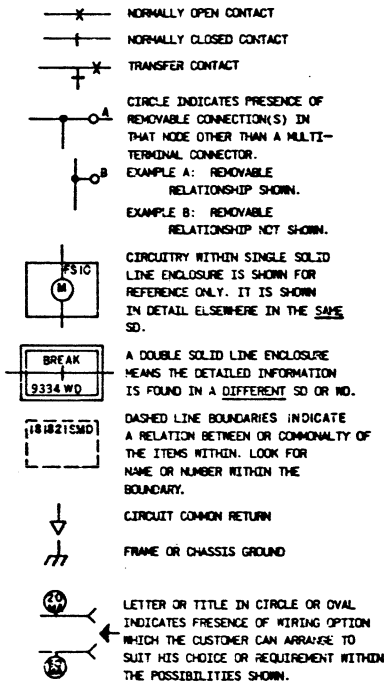 NORMALLY OPEN CONTACT
NORMALLY CLOSED CONTACT
TRANSFER CONTACT
A
CIRCLE INDICATES PRESENCE OF
REMOVABLE CONNECTION(S) IN
THAT NODE OTHER THAN A MULTI-
TERMINAL CONNECTOR.
B
EXAMPLE A: REMOVABLE
RELATIONSHIP SHOWN.
EXAMPLE B: REMOVABLE
RELATIONSHIP NOT SHOWN.
FSIC
M
CIRCUITRY WITHIN SINGLE SOLID
LINE ENCLOSURE IS SHOWN FOR
REFERENCE ONLY. IT IS SHOWN
IN DETAIL ELSEWHERE IN THE SAME
SD.
BREAK
9334 WD
A DOUBLE SOLID LINE ENCLOSURE
MEANS THE DETAILED INFORMATION
IS FOUND IN A DIFFERENT SD OR WD.
181821SMD
DASHED LINE BOUNDARIES INDICATE
A RELATION BETWEEN OR COMMONALTY OF
THE ITEMS WITHIN. LOOK FOR
NAME OR NUMBER WITHIN THE
BOUNDARY.
CIRCUIT COMMON RETURN
FRAME OR CHASSIS GROUND
20
MA
LETTER OR TITLE IN CIRCLE OR OVAL
INDICATES PRESENCE OF WIRING OPTION
WHICH THE CUSTOMER CAN ARRANGE TO
SUIT HIS CHOICE OR REQUIREMENT WITHIN
THE POSSIBILITIES SHOWN.